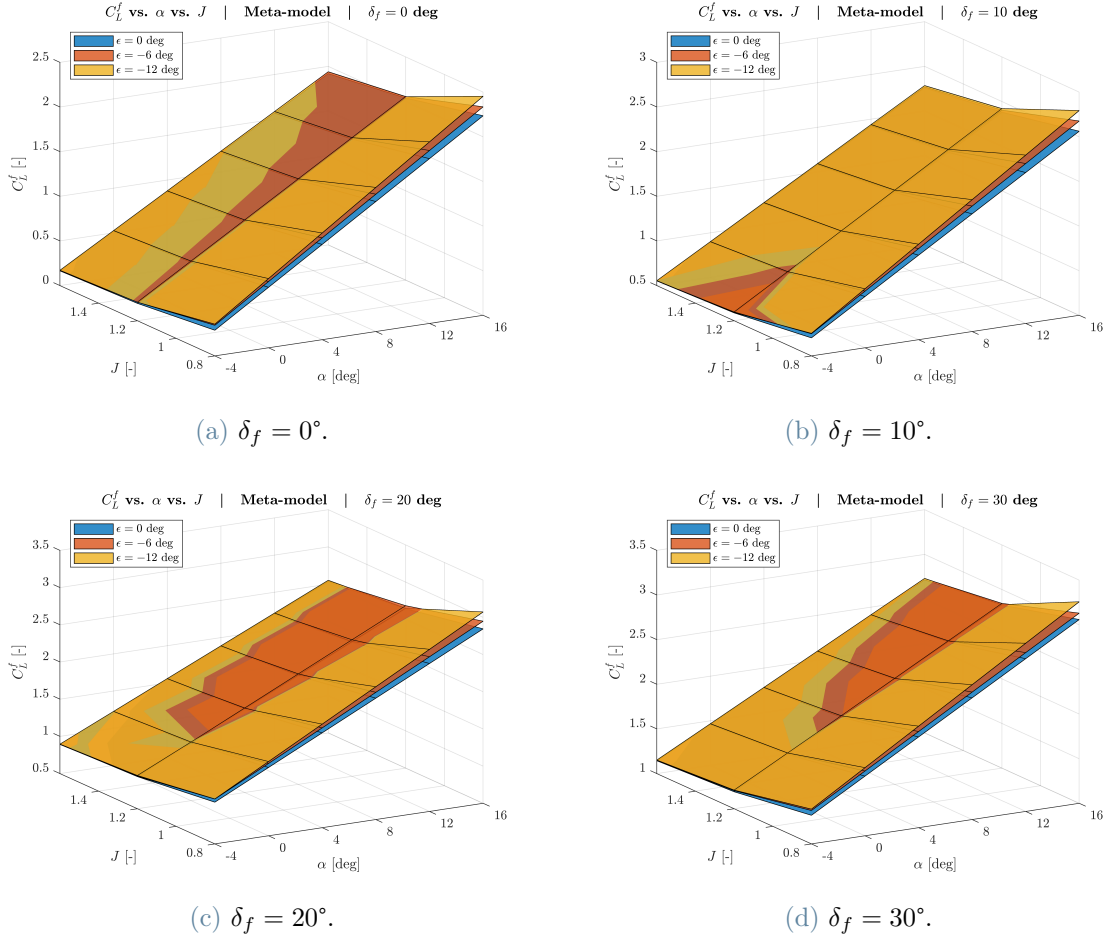 C_L^f vs. α vs. J | Meta-model | δ_f = 0 deg
ϵ = 0 deg
ϵ = −6 deg
ϵ = −12 deg
2.5
2
1.5
1
0.5
0
C_L^f [-]
1.4
1.2
1
0.8
J [-]
-4
0
4
8
12
16
α [deg]
(a) δ_f = 0°.
C_L^f vs. α vs. J | Meta-model | δ_f = 10 deg
ϵ = 0 deg
ϵ = −6 deg
ϵ = −12 deg
3
2.5
2
1.5
1
0.5
C_L^f [-]
1.4
1.2
1
0.8
J [-]
-4
0
4
8
12
16
α [deg]
(b) δ_f = 10°.
C_L^f vs. α vs. J | Meta-model | δ_f = 20 deg
ϵ = 0 deg
ϵ = −6 deg
ϵ = −12 deg
3.5
3
2.5
2
1.5
1
0.5
C_L^f [-]
1.4
1.2
1
0.8
J [-]
-4
0
4
8
12
16
α [deg]
(c) δ_f = 20°.
C_L^f vs. α vs. J | Meta-model | δ_f = 30 deg
ϵ = 0 deg
ϵ = −6 deg
ϵ = −12 deg
3.5
3
2.5
2
1.5
1
C_L^f [-]
1.4
1.2
1
0.8
J [-]
-4
0
4
8
12
16
α [deg]
(d) δ_f = 30°.